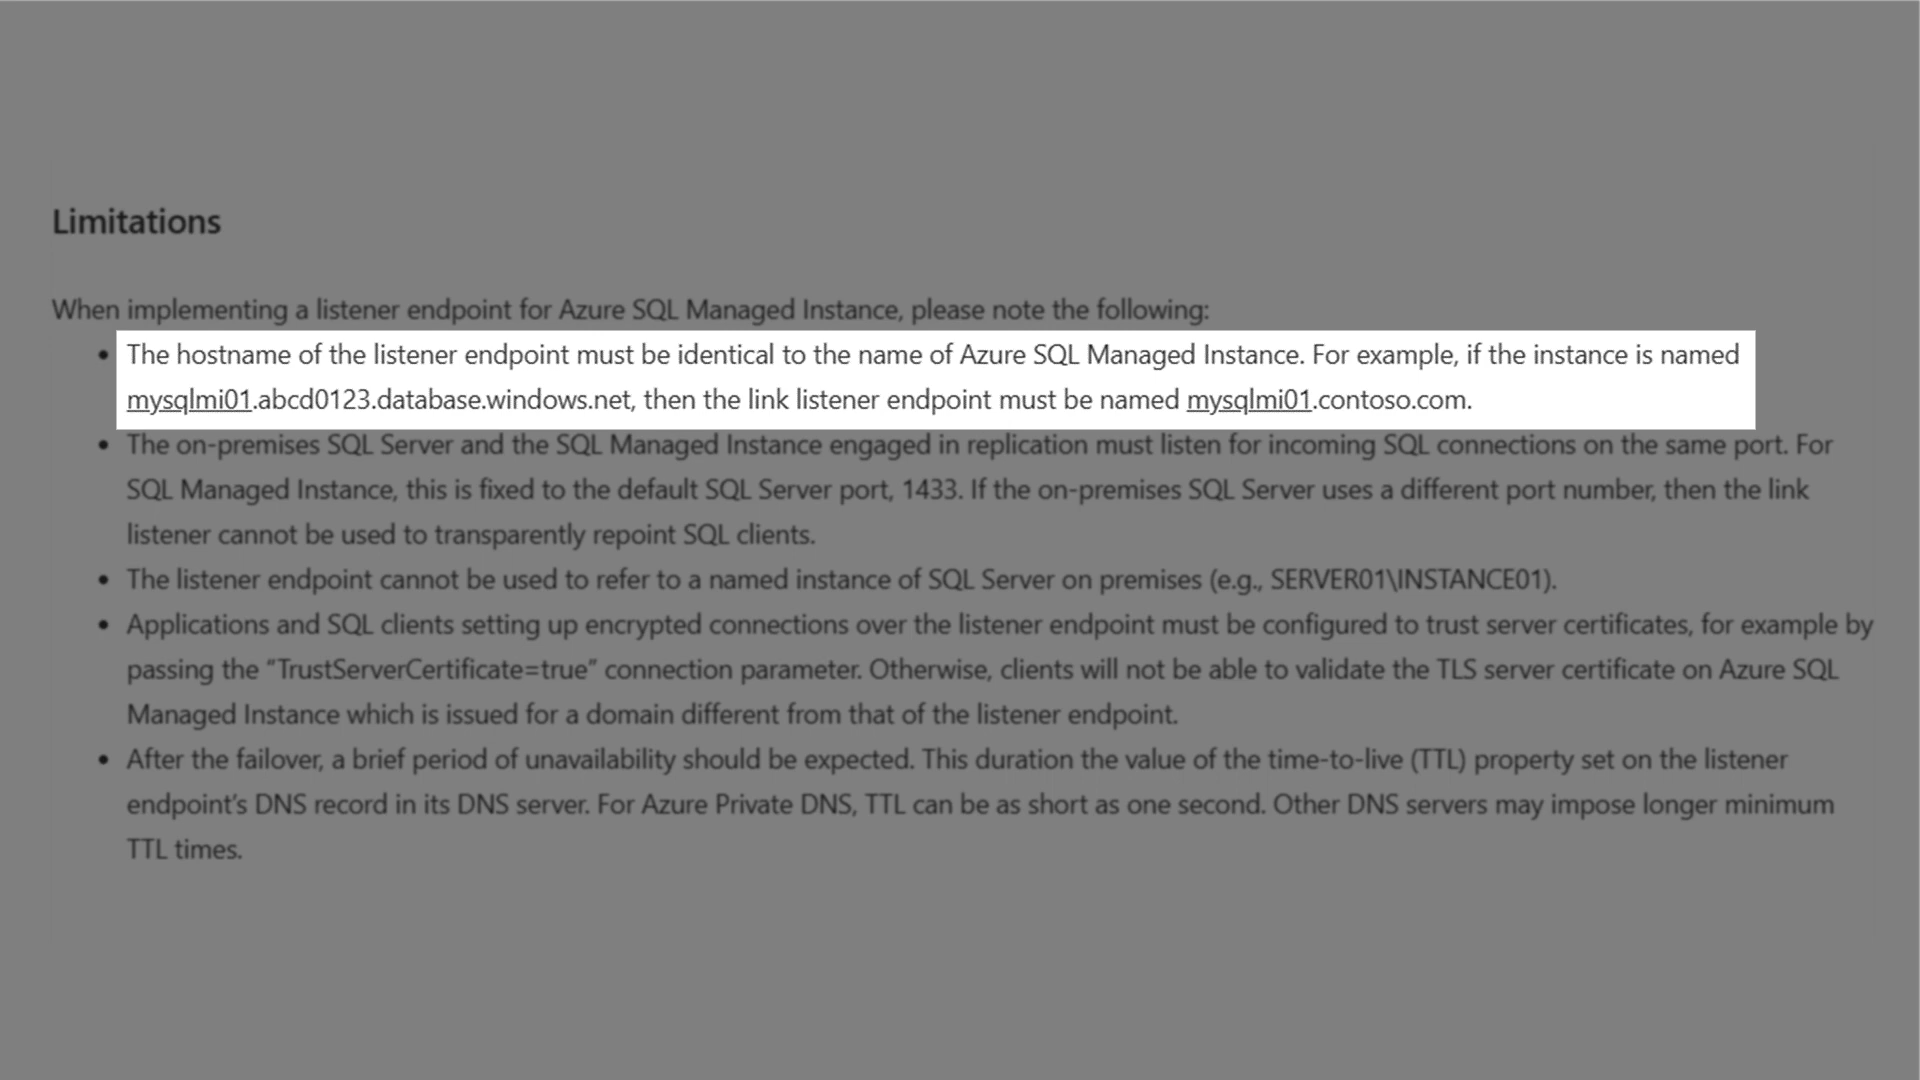 Limitations
When implementing a listener endpoint for Azure SQL Managed Instance, please note the following:
• The hostname of the listener endpoint must be identical to the name of Azure SQL Managed Instance. For example, if the instance is named
mysqlmi01.abcd0123.database.windows.net, then the link listener endpoint must be named mysqlmi01.contoso.com.
• The on-premises SQL Server and the SQL Managed Instance engaged in replication must listen for incoming SQL connections on the same port. For
SQL Managed Instance, this is fixed to the default SQL Server port, 1433. If the on-premises SQL Server uses a different port number, then the link
listener cannot be used to transparently repoint SQL clients.
• The listener endpoint cannot be used to refer to a named instance of SQL Server on premises (e.g., SERVER01\INSTANCE01).
• Applications and SQL clients setting up encrypted connections over the listener endpoint must be configured to trust server certificates, for example by
passing the “TrustServerCertificate=true” connection parameter. Otherwise, clients will not be able to validate the TLS server certificate on Azure SQL
Managed Instance which is issued for a domain different from that of the listener endpoint.
• After the failover, a brief period of unavailability should be expected. This duration the value of the time-to-live (TTL) property set on the listener
endpoint’s DNS record in its DNS server. For Azure Private DNS, TTL can be as short as one second. Other DNS servers may impose longer minimum
TTL times.